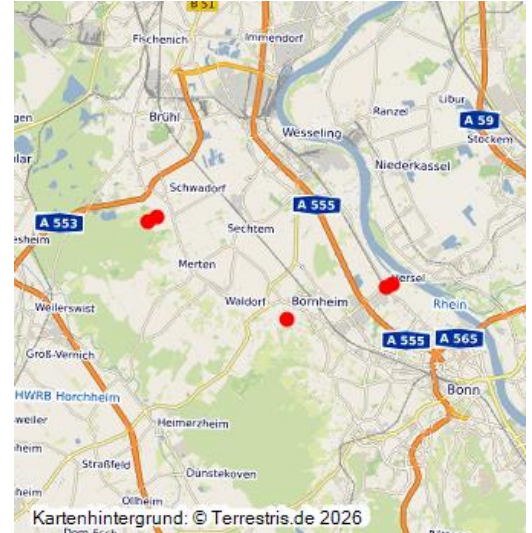 B 51
Fischenich
Immendorf
Libur
Ranzel
A 59
Stockem
Brühl
Wesseling
Niederkassel
Schwadorf
A 555
A 553
Sechtem
Merten
Waldorf
Bornheim
Rhein
Weilerswist
A 555
A 565
Groß-Vernich
Bonn
HWRB Horchheim
Heimerzheim
Straßfeld
Dünstekoven
Ollheim
Kartenhintergrund: © Terrestris.de 2026